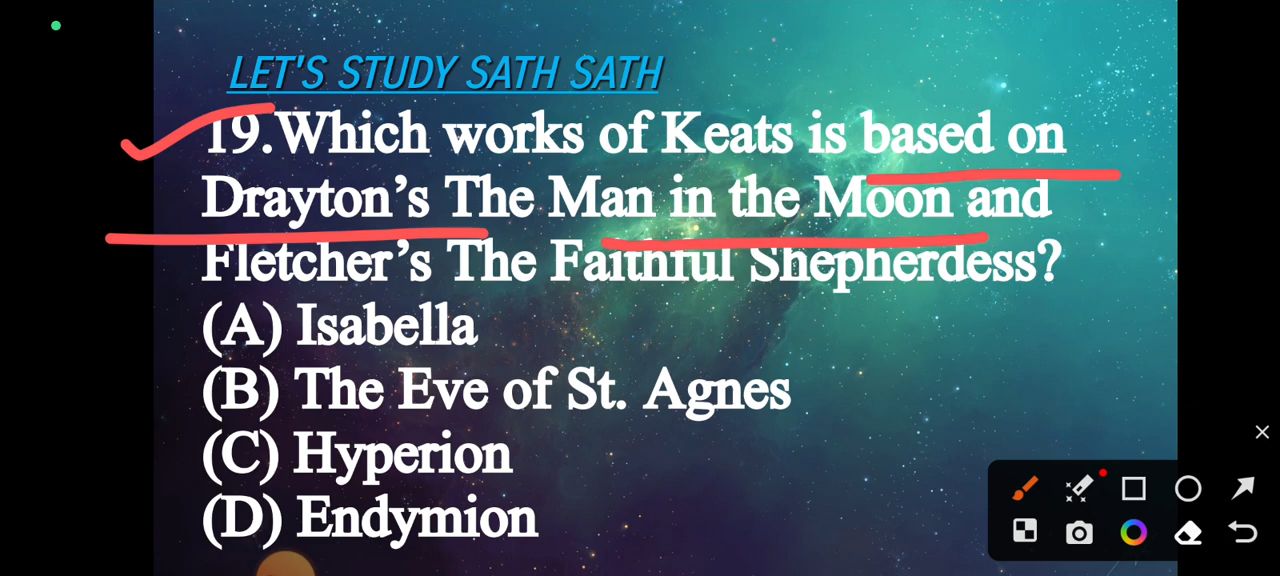 LET'S STUDY SATH SATH
19.Which works of Keats is based on
Drayton’s The Man in the Moon and
Fletcher’s The Faithful Shepherdess?
(A) Isabella
(B) The Eve of St. Agnes
(C) Hyperion
(D) Endymion